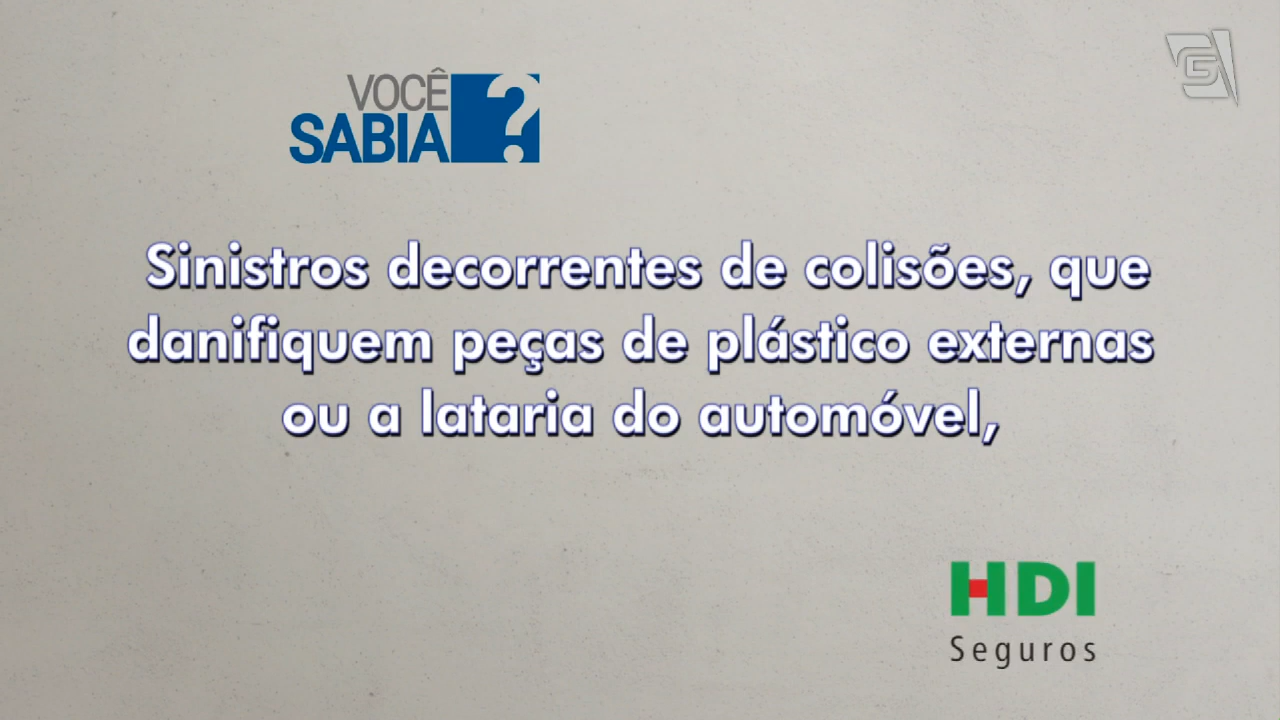 VOCÊ
SABIA?
Sinistros decorrentes de colisões, que
danifiquem peças de plástico externas
ou a lataria do automóvel,
HDI
Seguros